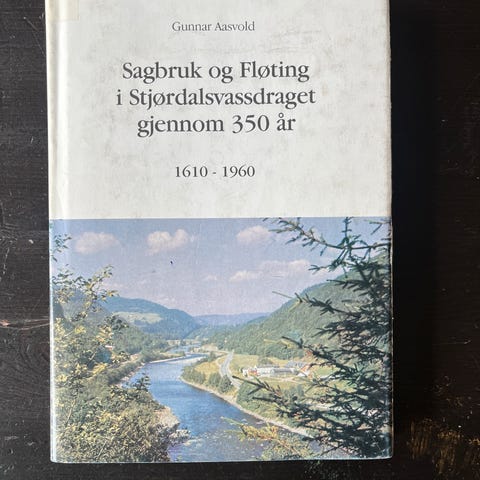 Gunnar Aasvold
Sagbruk og Fløting
i Stjørdalsvassdraget
gjennom 350 år
1610 - 1960